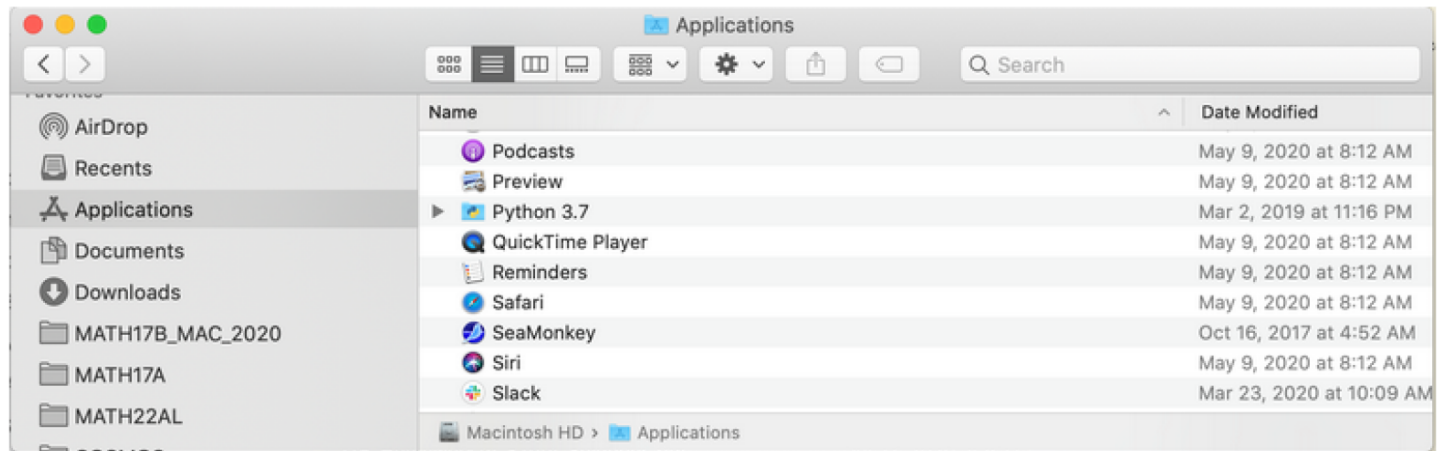 Applications
Search
Favorites
AirDrop
Recents
Applications
Documents
Downloads
MATH17B_MAC_2020
MATH17A
MATH22AL
Name Date Modified
Podcasts May 9, 2020 at 8:12 AM
Preview May 9, 2020 at 8:12 AM
Python 3.7 Mar 2, 2019 at 11:16 PM
QuickTime Player May 9, 2020 at 8:12 AM
Reminders May 9, 2020 at 8:12 AM
Safari May 9, 2020 at 8:12 AM
SeaMonkey Oct 16, 2017 at 4:52 AM
Siri May 9, 2020 at 8:12 AM
Slack Mar 23, 2020 at 10:09 AM
Macintosh HD › Applications